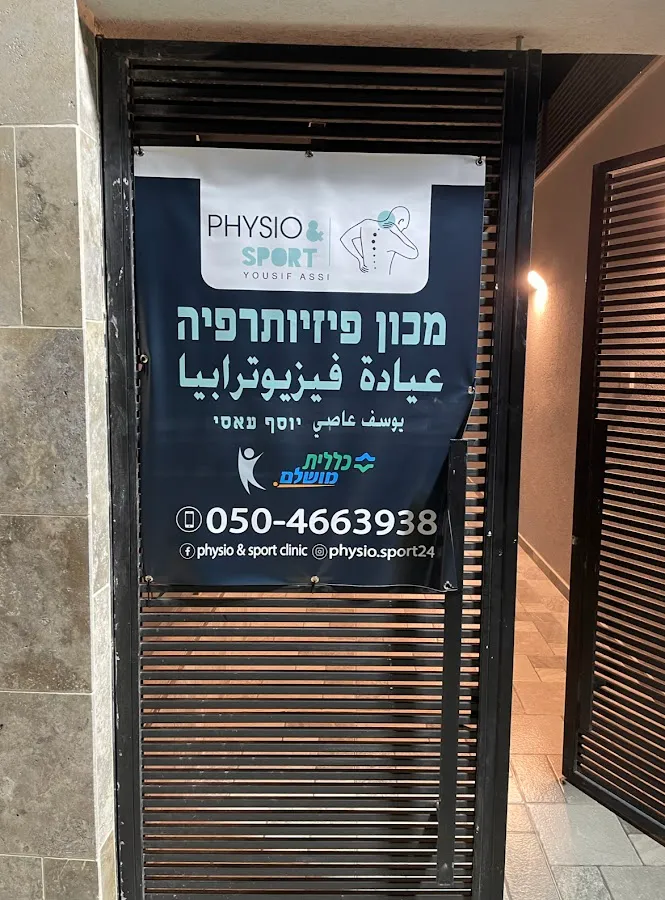 PHYSIO &
SPORT
YOUSIF ASSI
מכון פיזיותרפיה
عيادة فيزيوترابيا
يوسف عاصي יוסף עאסי
כללית
מושלם.
050-4663938
physio & sport clinic physio.sport24